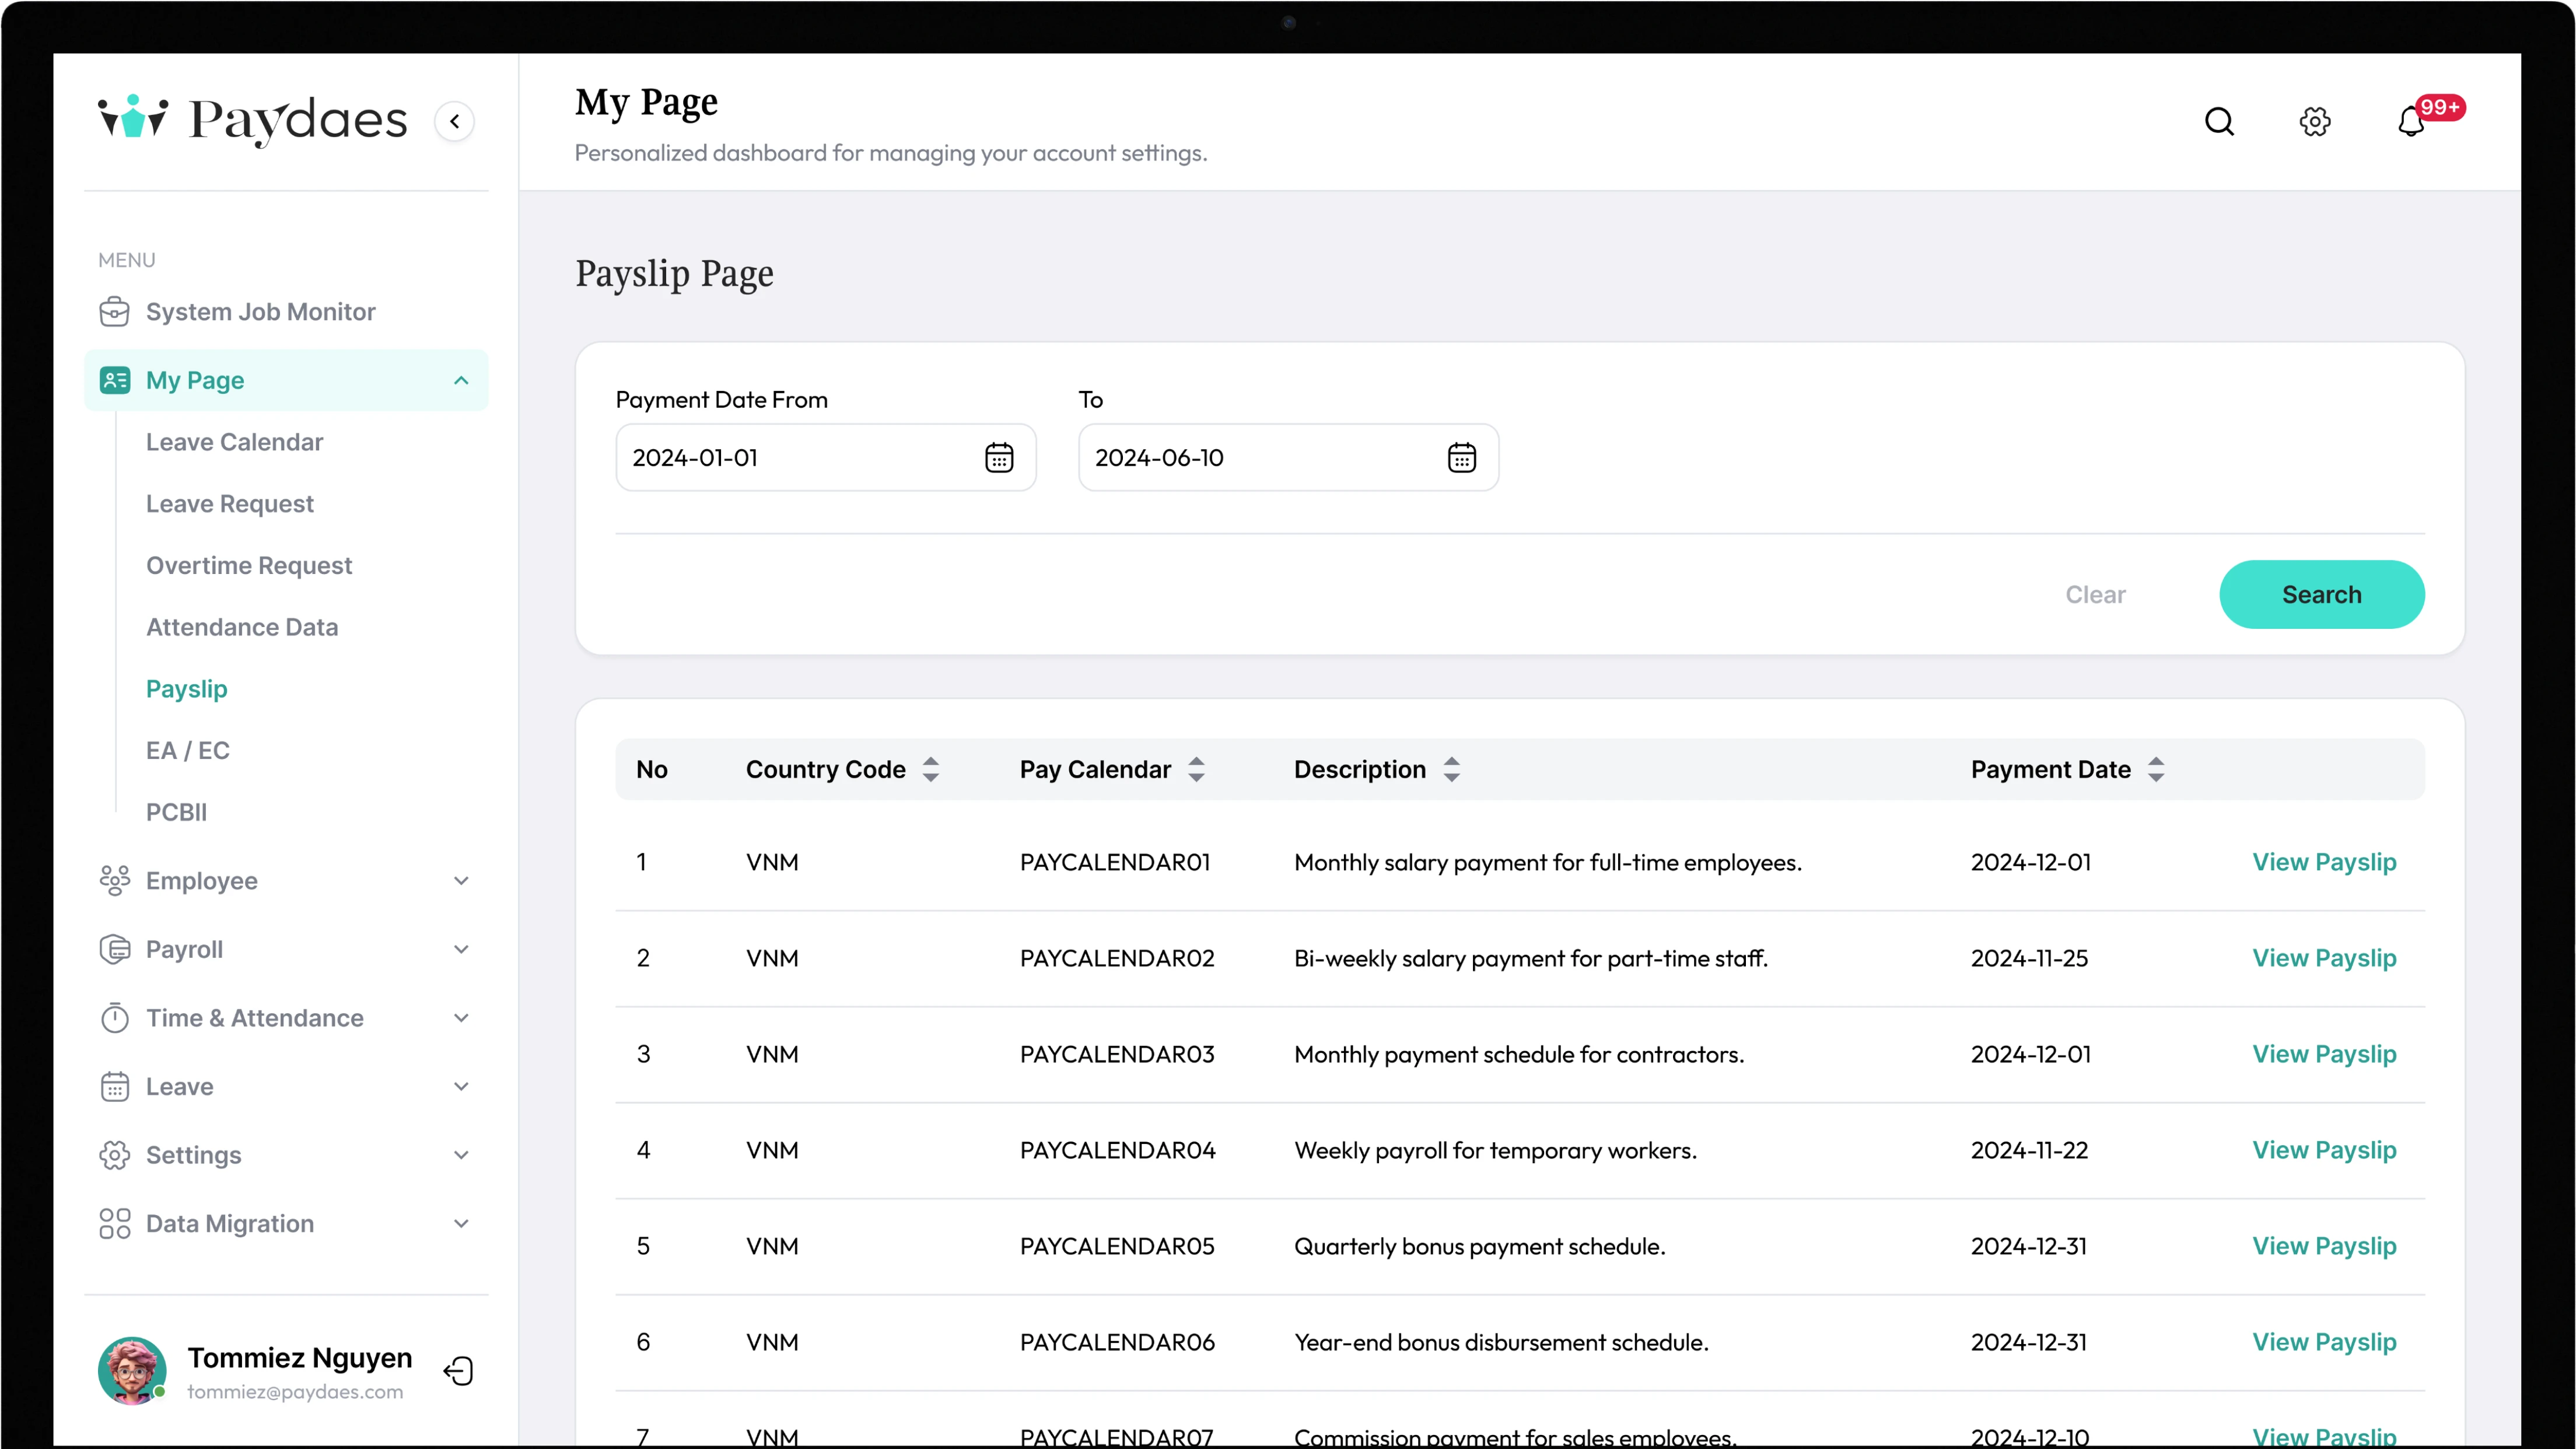 Paydaes
My Page
99+
Personalized dashboard for managing your account settings.
MENU
System Job Monitor
My Page
Leave Calendar
Leave Request
Overtime Request
Attendance Data
Payslip
EA / EC
PCBII
Employee
Payroll
Time & Attendance
Leave
Settings
Data Migration
Tommiez Nguyen
tommiez@paydaes.com
Payslip Page
Payment Date From To
2024-01-01 2024-06-10
Clear Search
No Country Code Pay Calendar Description Payment Date
1 VNM PAYCALENDAR01 Monthly salary payment for full-time employees. 2024-12-01 View Payslip
2 VNM PAYCALENDAR02 Bi-weekly salary payment for part-time staff. 2024-11-25 View Payslip
3 VNM PAYCALENDAR03 Monthly payment schedule for contractors. 2024-12-01 View Payslip
4 VNM PAYCALENDAR04 Weekly payroll for temporary workers. 2024-11-22 View Payslip
5 VNM PAYCALENDAR05 Quarterly bonus payment schedule. 2024-12-31 View Payslip
6 VNM PAYCALENDAR06 Year-end bonus disbursement schedule. 2024-12-31 View Payslip
7 VNM PAYCALENDAR07 Commission payment for sales employees. 2024-12-10 View Payslip